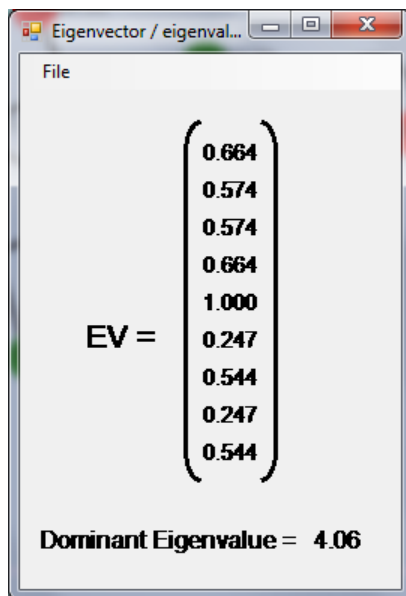 Eigenvector / eigenval...
File
0.664
0.574
0.574
0.664
1.000
EV =
0.247
0.544
0.247
0.544
Dominant Eigenvalue = 4.06